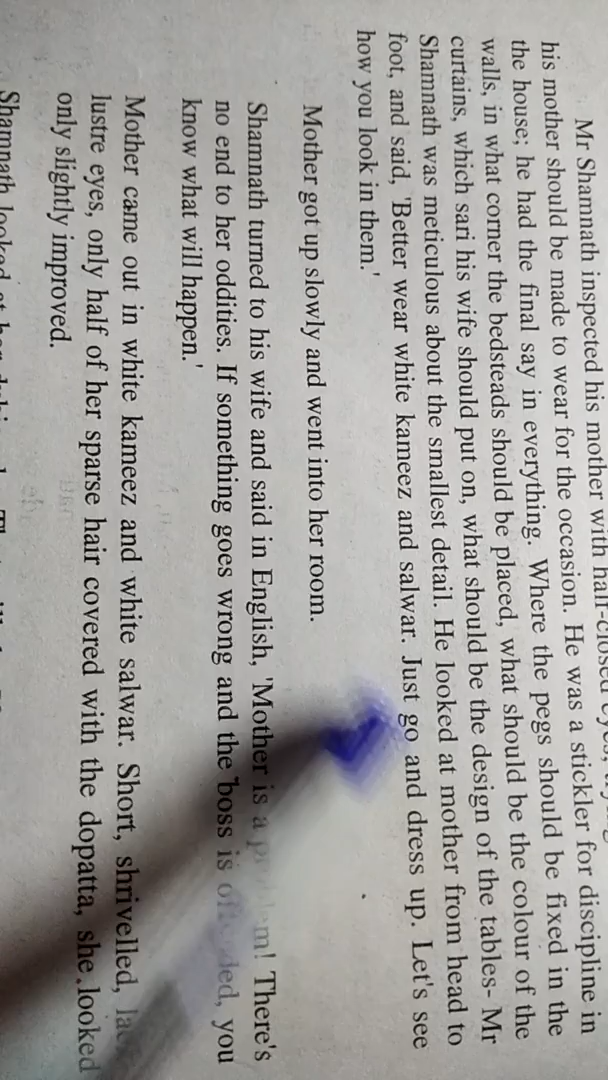 Mr Shamnath inspected his mother with half-closed eyes,
his mother should be made to wear for the occasion. He was a stickler for discipline in
the house; he had the final say in everything. Where the pegs should be fixed in the
walls, in what corner the bedsteads should be placed, what should be the colour of the
curtains, which sari his wife should put on, what should be the design of the tables- Mr
Shamnath was meticulous about the smallest detail. He looked at mother from head to
foot, and said, 'Better wear white kameez and salwar. Just go and dress up. Let's see
how you look in them.'
Mother got up slowly and went into her room.
Shamnath turned to his wife and said in English, 'Mother is a problem! There's
no end to her oddities. If something goes wrong and the boss is offended, you
know what will happen.'
Mother came out in white kameez and white salwar. Short, shrivelled,
lustre eyes, only half of her sparse hair covered with the dopatta, she looked
only slightly improved.
Shamnath looked at her